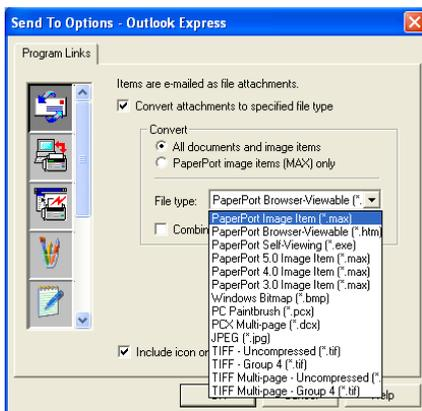 Send To Options - Outlook Express
Program Links
Items are e-mailed as file attachments.
Convert attachments to specified file type
Convert
All documents and image items
PaperPort image items (MAX) only
File type:
PaperPort Browser-Viewable (*.
Combin
PaperPort Image Item (*.max)
PaperPort Browser-Viewable (*.htm)
PaperPort Self-Viewing (*.exe)
PaperPort 5.0 Image Item (*.max)
PaperPort 4.0 Image Item (*.max)
PaperPort 3.0 Image Item (*.max)
Windows Bitmap (*.bmp)
PC Paintbrush (*.pcx)
PCX Multi-page (*.dcx)
JPEG (*.jpg)
TIFF - Uncompressed (*.tif)
TIFF - Group 4 (*.tif)
TIFF Multi-page - Uncompressed (*.
TIFF Multi-page - Group 4 (*.tif)
Include icon or
Help